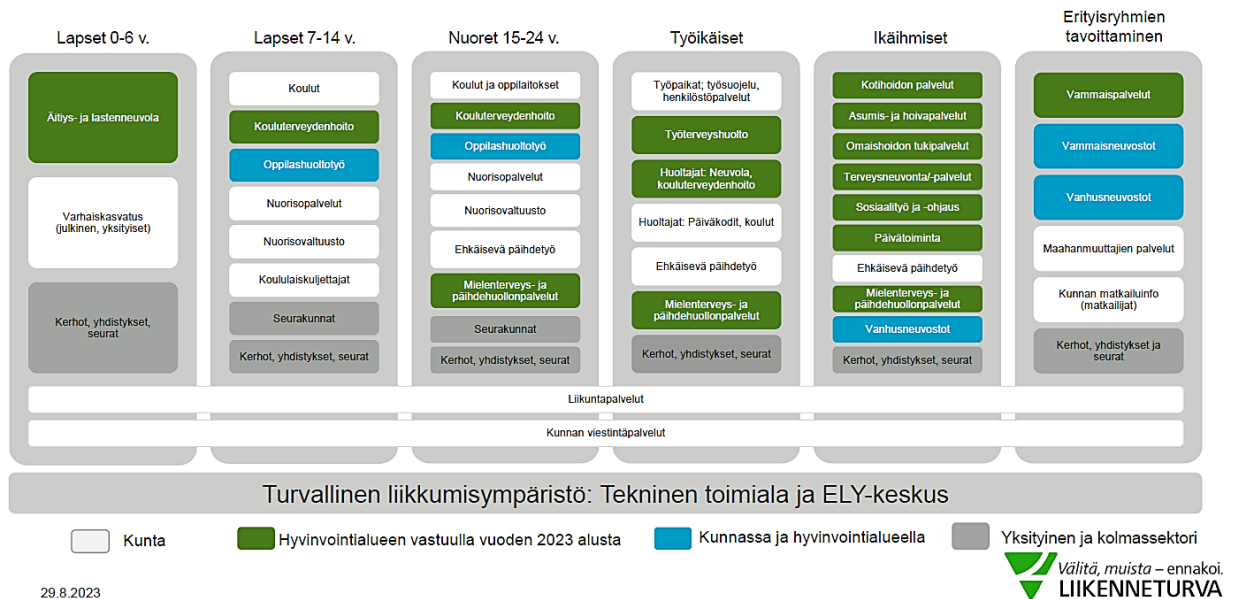 Lapset 0-6 v.
Äitiys- ja lastenneuvola
Varhaiskasvatus
(julkinen, yksityiset)
Kerhot, yhdistykset,
seurat
Lapset 7-14 v.
Koulut
Kouluterveydenhoito
Oppilashuoltotyö
Nuorisopalvelut
Nuorisovaltuusto
Koululaiskuljettajat
Seurakunnat
Kerhot, yhdistykset, seurat
Nuoret 15-24 v.
Koulut ja oppilaitokset
Kouluterveydenhoito
Oppilashuoltotyö
Nuorisopalvelut
Nuorisovaltuusto
Ehkäisevä päihdetyö
Mielenterveys- ja
päihdehuollonpalvelut
Seurakunnat
Kerhot, yhdistykset, seurat
Työikäiset
Työpaikat; työsuojelu,
henkilöstöpalvelut
Työterveyshuolto
Huoltajat: Neuvola,
kouluterveydenhoito
Huoltajat: Päiväkodit, koulut
Ehkäisevä päihdetyö
Mielenterveys- ja
päihdehuollonpalvelut
Kerhot, yhdistykset, seurat
Ikäihmiset
Kotihoidon palvelut
Asumis- ja hoivapalvelut
Omaishoidon tukipalvelut
Terveysneuvonta/-palvelut
Sosiaalityö ja -ohjaus
Päivätoiminta
Ehkäisevä päihdetyö
Mielenterveys- ja
päihdehuollonpalvelut
Vanhusneuvostot
Kerhot, yhdistykset, seurat
Erityisryhmien
tavoittaminen
Vammaispalvelut
Vammaisneuvostot
Vanhusneuvostot
Maahanmuuttajien palvelut
Kunnan matkailuinfo
(matkailijat)
Kerhot, yhdistykset ja
seurat
Liikuntapalvelut
Kunnan viestintäpalvelut
Turvallinen liikkumisympäristö: Tekninen toimiala ja ELY-keskus
Kunta
Hyvinvointialueen vastuulla vuoden 2023 alusta
Kunnassa ja hyvinvointialueella
Yksityinen ja kolmassektori
29.8.2023
Välitä, muista – ennakoi.
LIIKENNETURVA